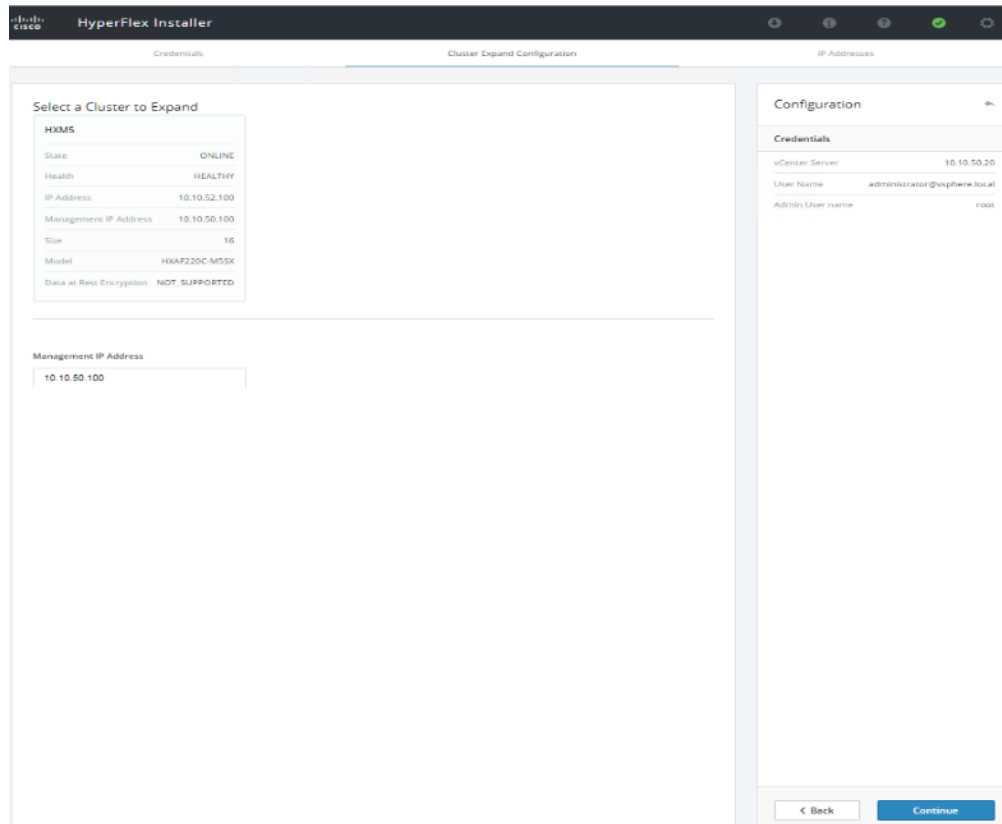 cisco HyperFlex Installer
Credentials Cluster Expand Configuration IP Addresses
Select a Cluster to Expand
HXM5
State ONLINE
Health HEALTHY
IP Address 10.10.52.100
Management IP Address 10.10.50.100
Size 16
Model HXAF220C-M5SX
Data at Rest Encryption NOT_SUPPORTED
Management IP Address
10.10.50.100
Configuration
Credentials
vCenter Server 10.10.50.20
User Name administrator@vsphere.local
Admin User name root
< Back Continue